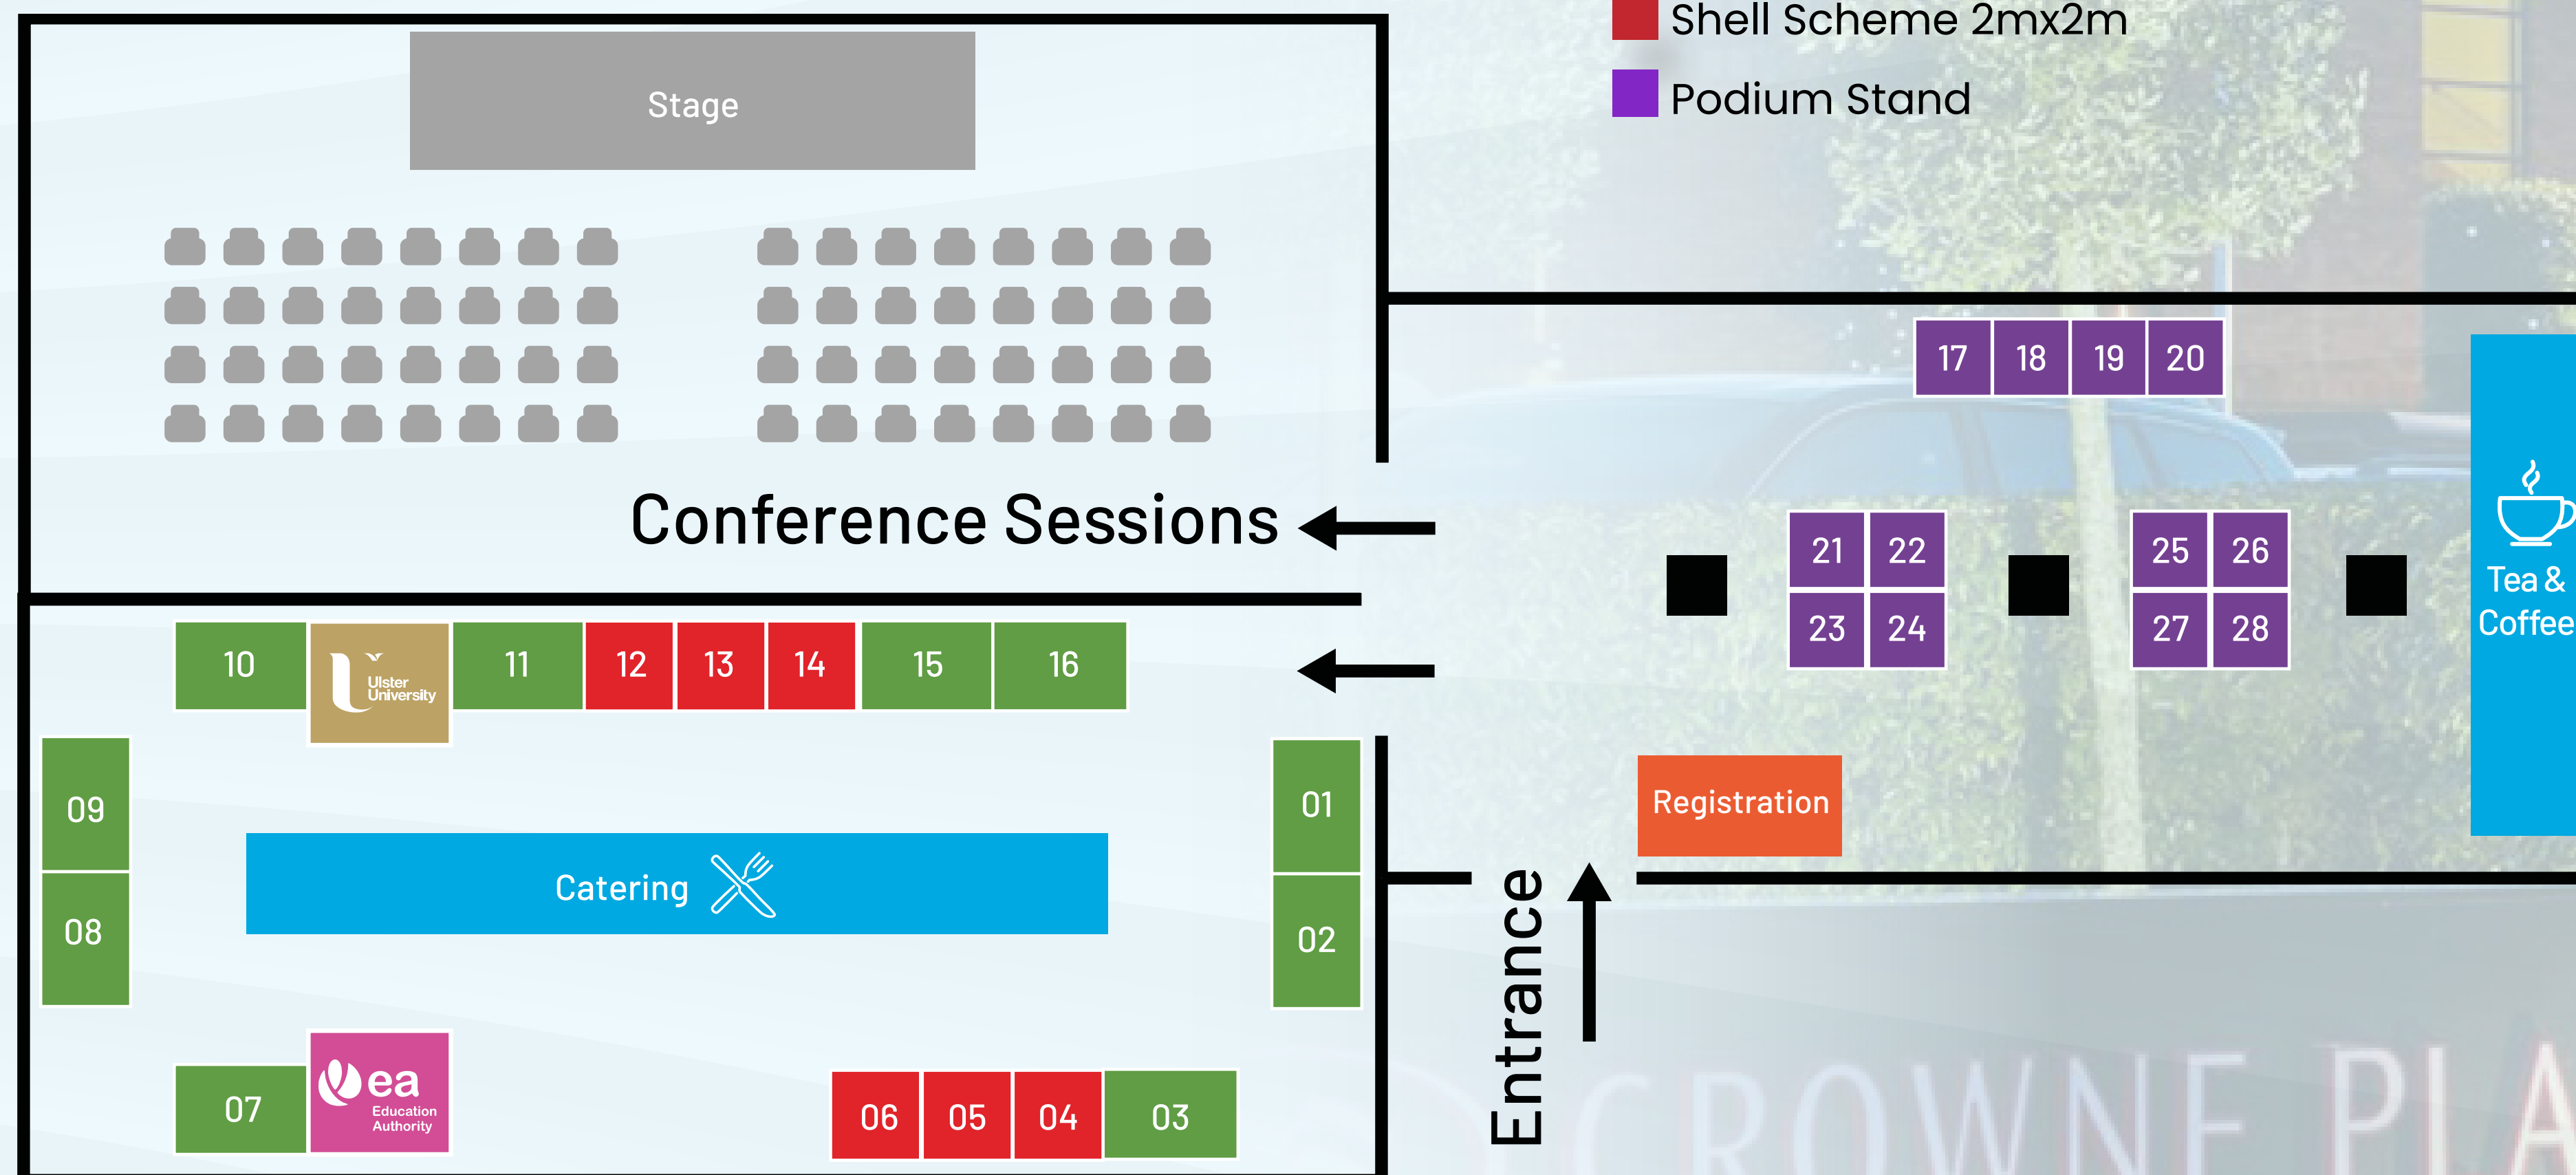 Shell Scheme 2mx2m
Podium Stand
Stage
17 18 19 20
Conference Sessions
21 22 25 26
23 24 27 28
Tea &
Coffee
10 11 12 13 14 15 16
Ulster
University
09
08
01
02
Registration
Catering
Entrance
07
ea
Education
Authority
06 05 04 03
CROWNE PLA